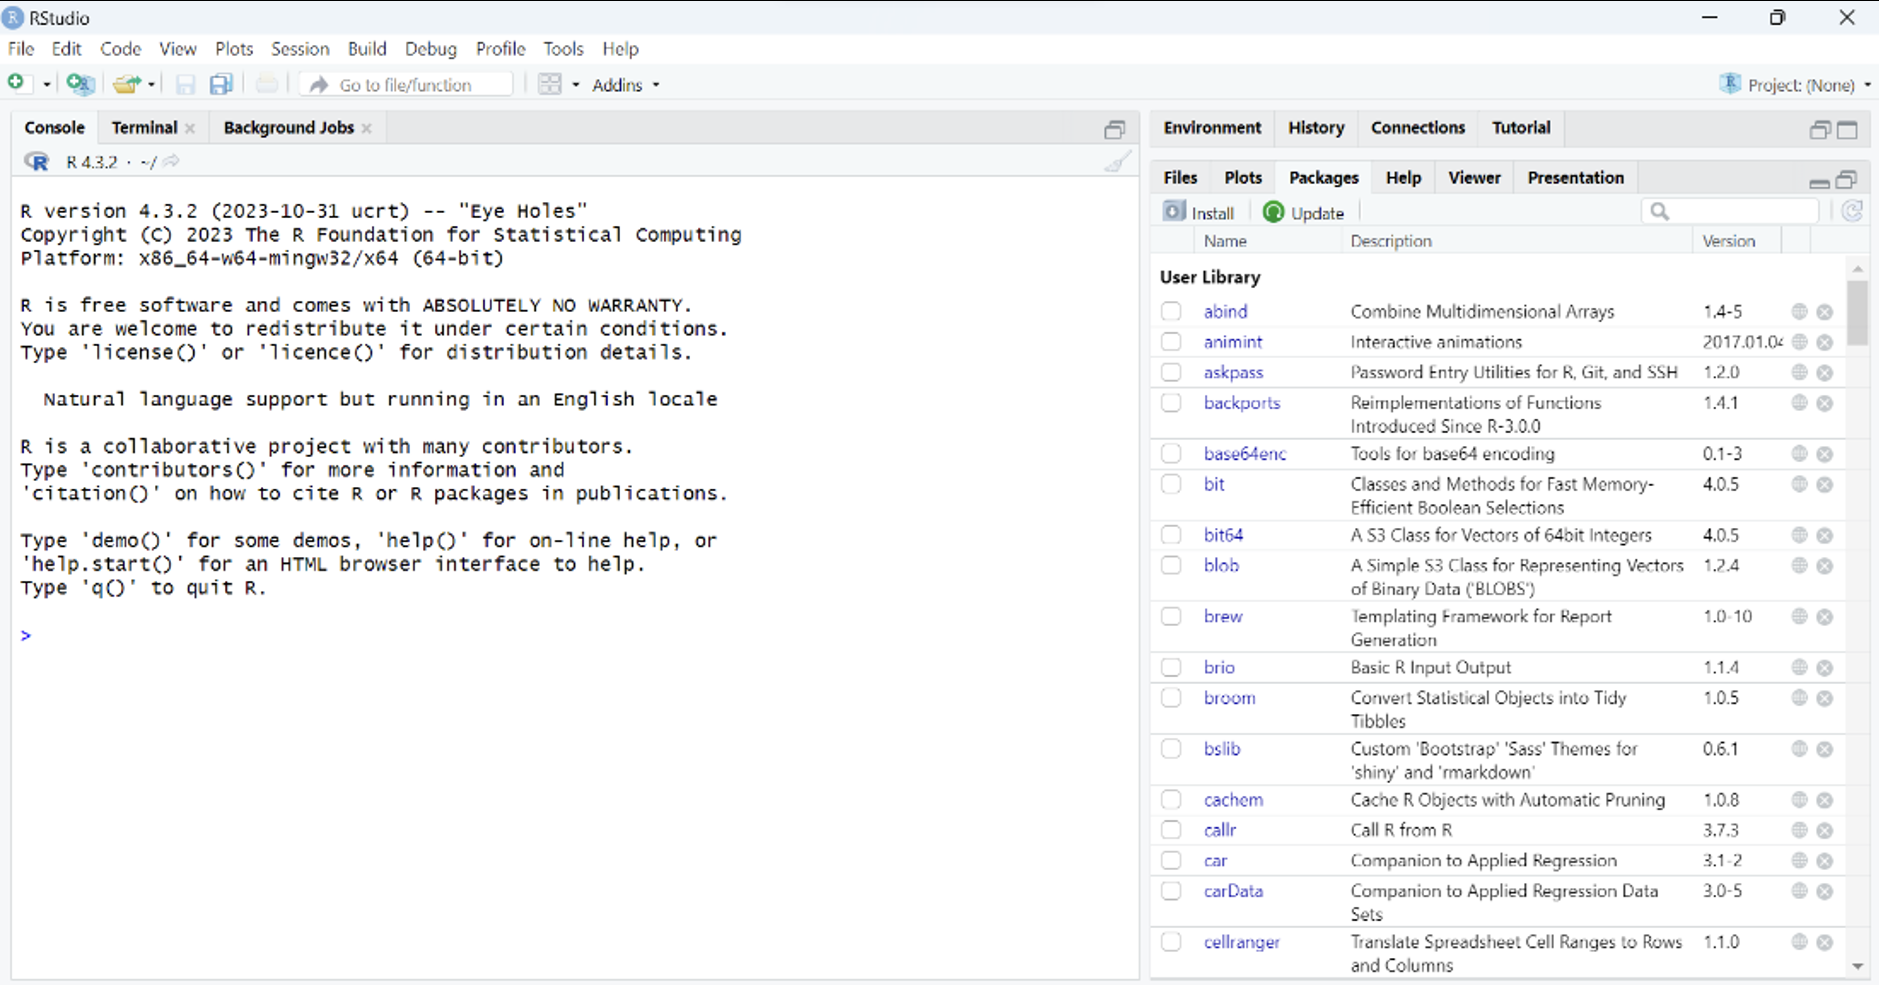 RStudio
File Edit Code View Plots Session Build Debug Profile Tools Help
Go to file/function Addins Project: (None)
Console Terminal Background Jobs
R 4.3.2 · ~/
R version 4.3.2 (2023-10-31 ucrt) -- "Eye Holes"
Copyright (C) 2023 The R Foundation for Statistical Computing
Platform: x86_64-w64-mingw32/x64 (64-bit)
R is free software and comes with ABSOLUTELY NO WARRANTY.
You are welcome to redistribute it under certain conditions.
Type 'license()' or 'licence()' for distribution details.
Natural language support but running in an English locale
R is a collaborative project with many contributors.
Type 'contributors()' for more information and
'citation()' on how to cite R or R packages in publications.
Type 'demo()' for some demos, 'help()' for on-line help, or
'help.start()' for an HTML browser interface to help.
Type 'q()' to quit R.
>
Environment History Connections Tutorial
Files Plots Packages Help Viewer Presentation
Install Update
Name Description Version
User Library
abind Combine Multidimensional Arrays 1.4-5
animint Interactive animations 2017.01.04
askpass Password Entry Utilities for R, Git, and SSH 1.2.0
backports Reimplementations of Functions 1.4.1
Introduced Since R-3.0.0
base64enc Tools for base64 encoding 0.1-3
bit Classes and Methods for Fast Memory- 4.0.5
Efficient Boolean Selections
bit64 A S3 Class for Vectors of 64bit Integers 4.0.5
blob A Simple S3 Class for Representing Vectors 1.2.4
of Binary Data ('BLOBS')
brew Templating Framework for Report 1.0-10
Generation
brio Basic R Input Output 1.1.4
broom Convert Statistical Objects into Tidy 1.0.5
Tibbles
bslib Custom 'Bootstrap' 'Sass' Themes for 0.6.1
'shiny' and 'rmarkdown'
cachem Cache R Objects with Automatic Pruning 1.0.8
callr Call R from R 3.7.3
car Companion to Applied Regression 3.1-2
carData Companion to Applied Regression Data 3.0-5
Sets
cellranger Translate Spreadsheet Cell Ranges to Rows 1.1.0
and Columns